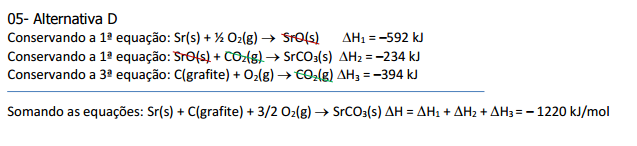 05- Alternativa D
Conservando a 1ª equação: Sr(s) + ½ O₂(g) → SrO(s) ΔH₁ = –592 kJ
Conservando a 1ª equação: SrO(s) + CO₂(g) → SrCO₃(s) ΔH₂ = –234 kJ
Conservando a 3ª equação: C(grafite) + O₂(g) → CO₂(g) ΔH₃ = –394 kJ
Somando as equações: Sr(s) + C(grafite) + 3/2 O₂(g) → SrCO₃(s) ΔH = ΔH₁ + ΔH₂ + ΔH₃ = – 1220 kJ/mol